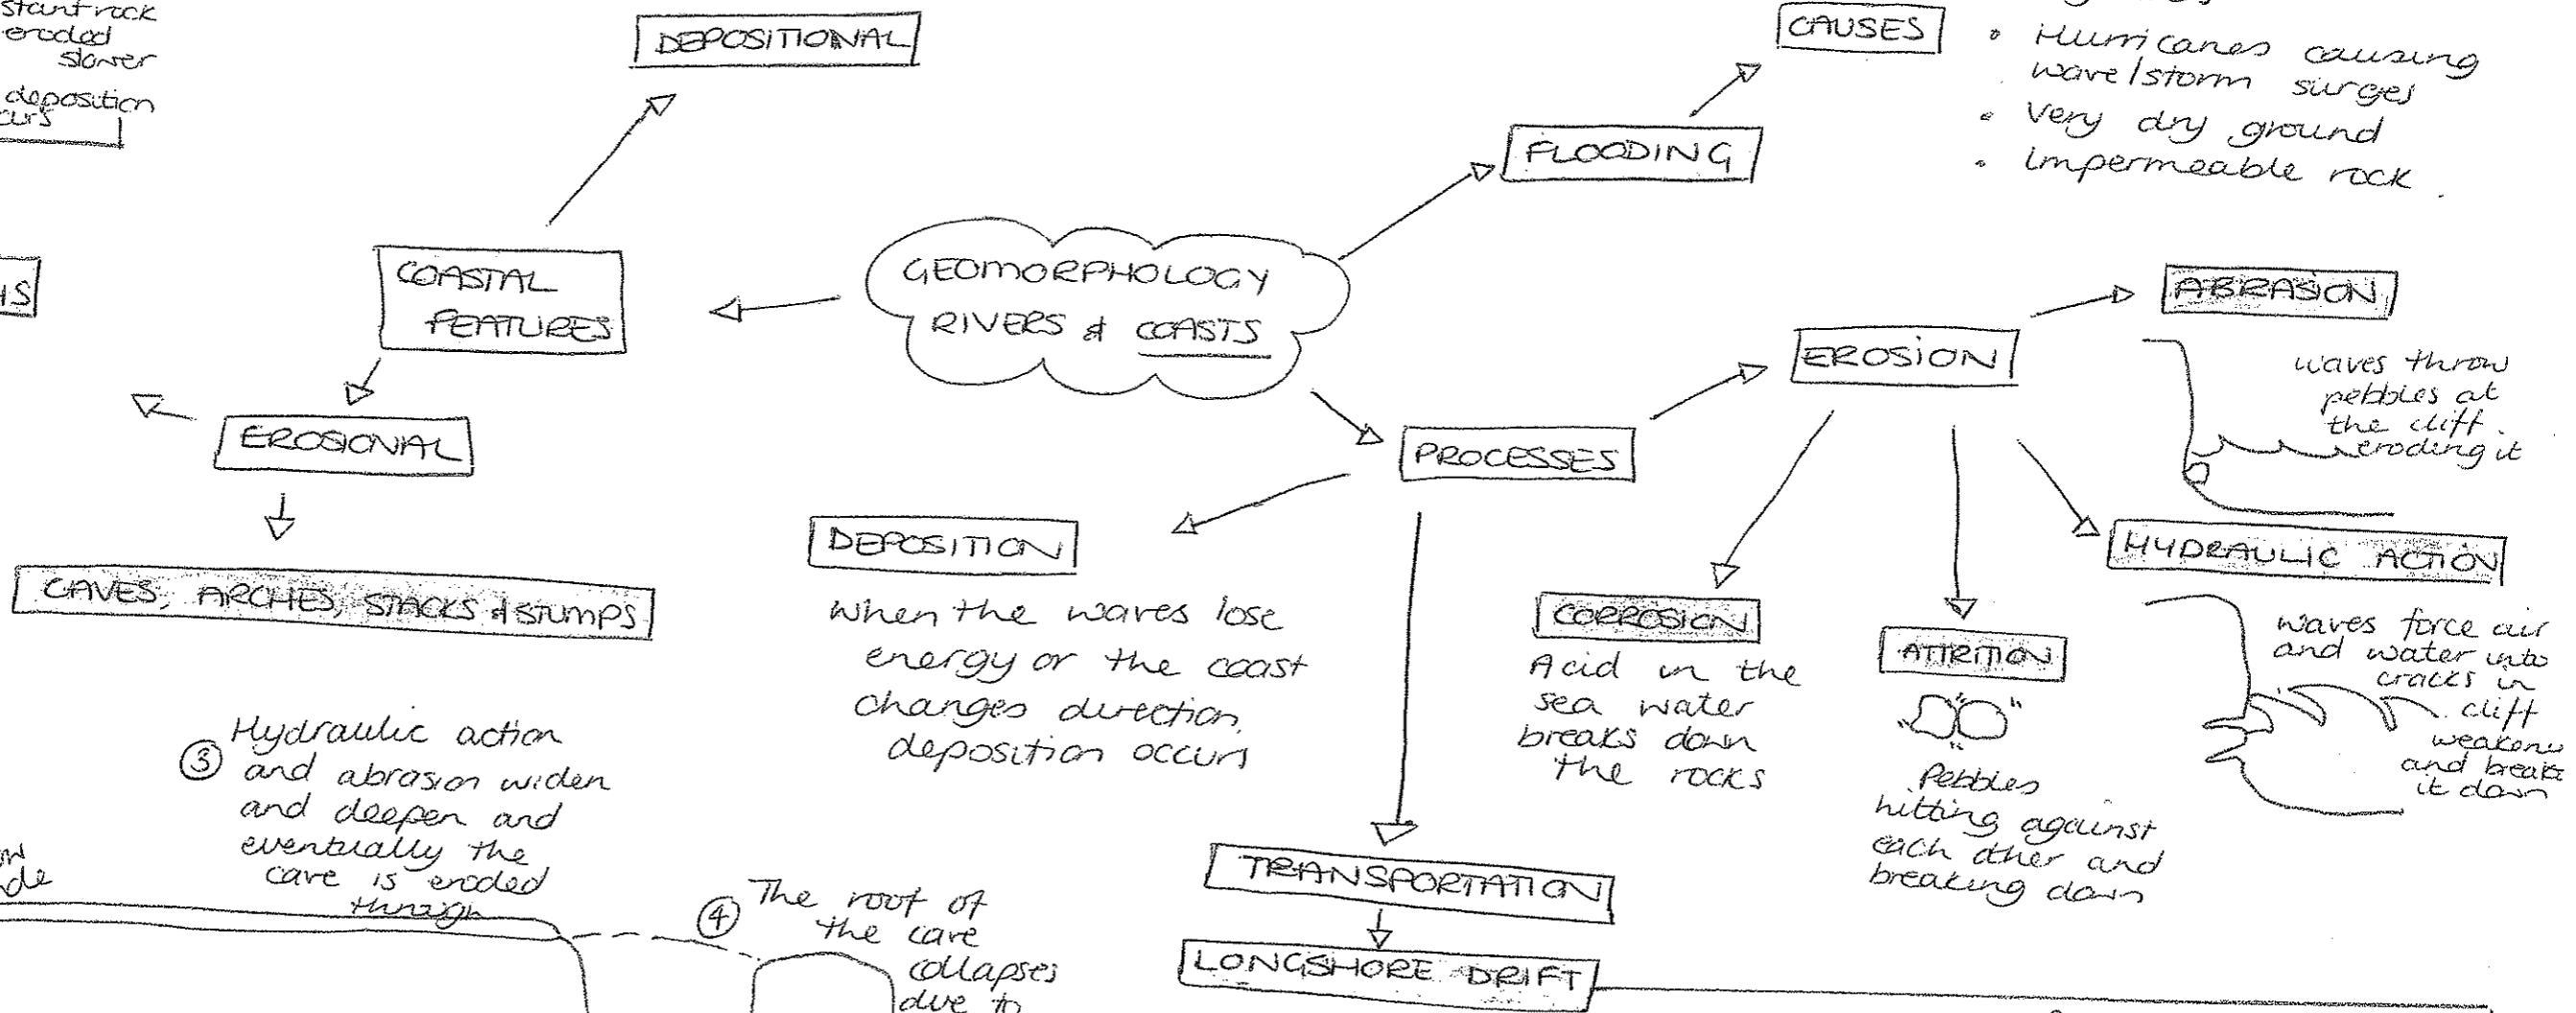 stant rock
eroded
slower
deposition
curs
DEPOSITIONAL
CAUSES
• Hurricanes causing
wave/storm surges
• Very dry ground
• Impermeable rock.
FLOODING
COASTAL
FEATURES
GEOMORPHOLOGY
RIVERS & COASTS
EROSIONAL
CAVES, ARCHES, STACKS & STUMPS
PROCESSES
EROSION
ABRASION
waves throw
pebbles at
the cliff.
eroding it
HYDRAULIC ACTION
waves force air
and water into
cracks in
cliff
weakens
and breaks
it down
DEPOSITION
When the waves lose
energy or the coast
changes direction,
deposition occurs
CORROSION
Acid in the
sea water
breaks down
the rocks
ATTRITION
Pebbles
hitting against
each other and
breaking down
TRANSPORTATION
LONGSHORE DRIFT
③ Hydraulic action
and abrasion widen
and deepen and
eventually the
cave is eroded
through
④ The roof of
the cave
collapses
due to